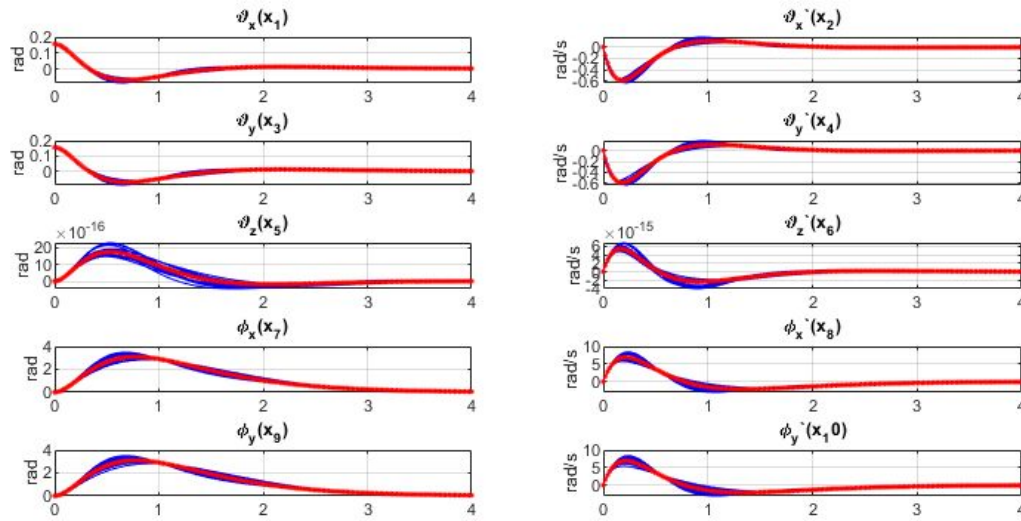 ϑx(x1)
rad
0.2
0.1
0
0 1 2 3 4
ϑx`(x2)
rad/s
0
-0.2
-0.4
-0.6
0 1 2 3 4
ϑy(x3)
rad
0.2
0.1
0
0 1 2 3 4
ϑy`(x4)
rad/s
0
-0.2
-0.4
-0.6
0 1 2 3 4
ϑz(x5)
×10-16
rad
20
10
0
0 1 2 3 4
ϑz`(x6)
×10-15
rad/s
6
4
2
0
-2
-4
0 1 2 3 4
ϕx(x7)
rad
4
2
0
0 1 2 3 4
ϕx`(x8)
rad/s
10
5
0
0 1 2 3 4
ϕy(x9)
rad
4
2
0
0 1 2 3 4
ϕy`(x10)
rad/s
10
5
0
0 1 2 3 4